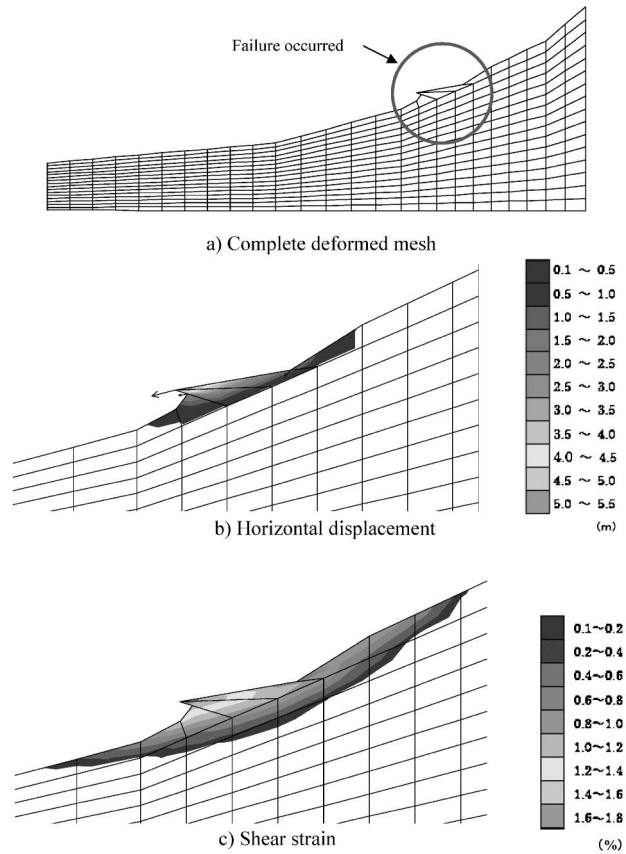 Failure occurred
a) Complete deformed mesh
0.1 ~ 0.5
0.5 ~ 1.0
1.0 ~ 1.5
1.5 ~ 2.0
2.0 ~ 2.5
2.5 ~ 3.0
3.0 ~ 3.5
3.5 ~ 4.0
4.0 ~ 4.5
4.5 ~ 5.0
5.0 ~ 5.5
(m)
b) Horizontal displacement
0.1~0.2
0.2~0.4
0.4~0.6
0.6~0.8
0.8~1.0
1.0~1.2
1.2~1.4
1.4~1.6
1.6~1.8
(%)
c) Shear strain